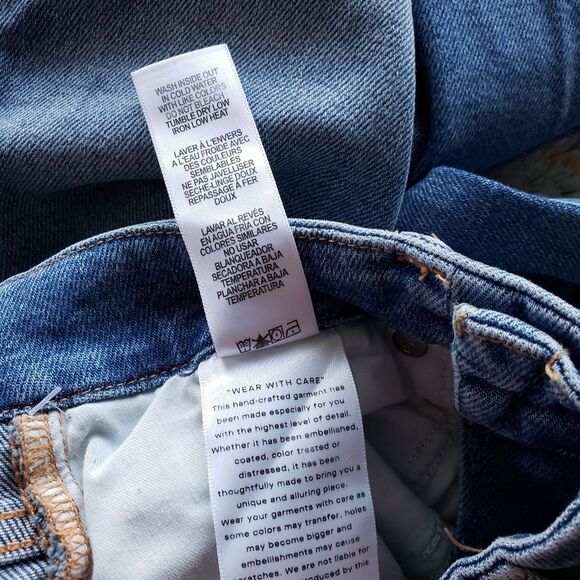 WASH INSIDE OUT
IN COLD WATER
WITH LIKE COLORS
DO NOT BLEACH
TUMBLE DRY LOW
IRON LOW HEAT
LAVER À L'ENVERS
A L'EAU FROIDE AVEC
DES COULEURS
SEMBLABLES
NE PAS JAVELLISER
SECHE-LINGE DOUX
REPASSAGE À FER
DOUX
LAVAR AL REVÉS
EN AGUA FRÍA CON
COLORES SIMILARES
NO USAR
BLANQUEADOR
SECADORA A BAJA
TEMPERATURA
PLANCHAR A BAJA
TEMPERATURA
"WEAR WITH CARE"
This hand-crafted garment has
been made especially for you
with the highest level of detail.
Whether it has been embellished,
coated, color treated or
distressed, it has been
thoughtfully made to bring you a
unique and alluring piece.
Wear your garments with care as
some colors may transfer, holes
may become bigger and
embellishments may cause
scratches. We are not liable for
produced by this